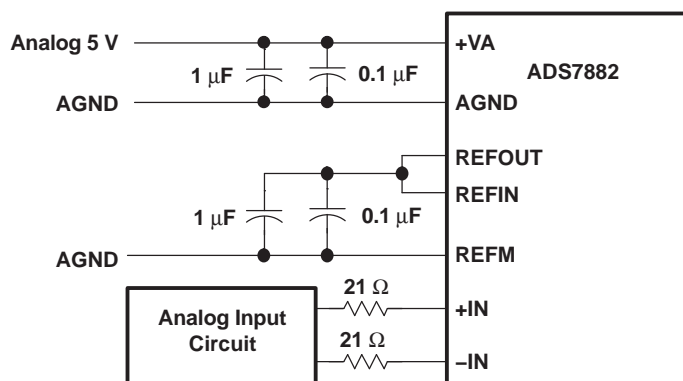 Analog 5 V
+VA
1 μF
0.1 μF
ADS7882
AGND
AGND
REFOUT
REFIN
1 μF
0.1 μF
AGND
REFM
21 Ω
Analog Input
Circuit
+IN
21 Ω
−IN